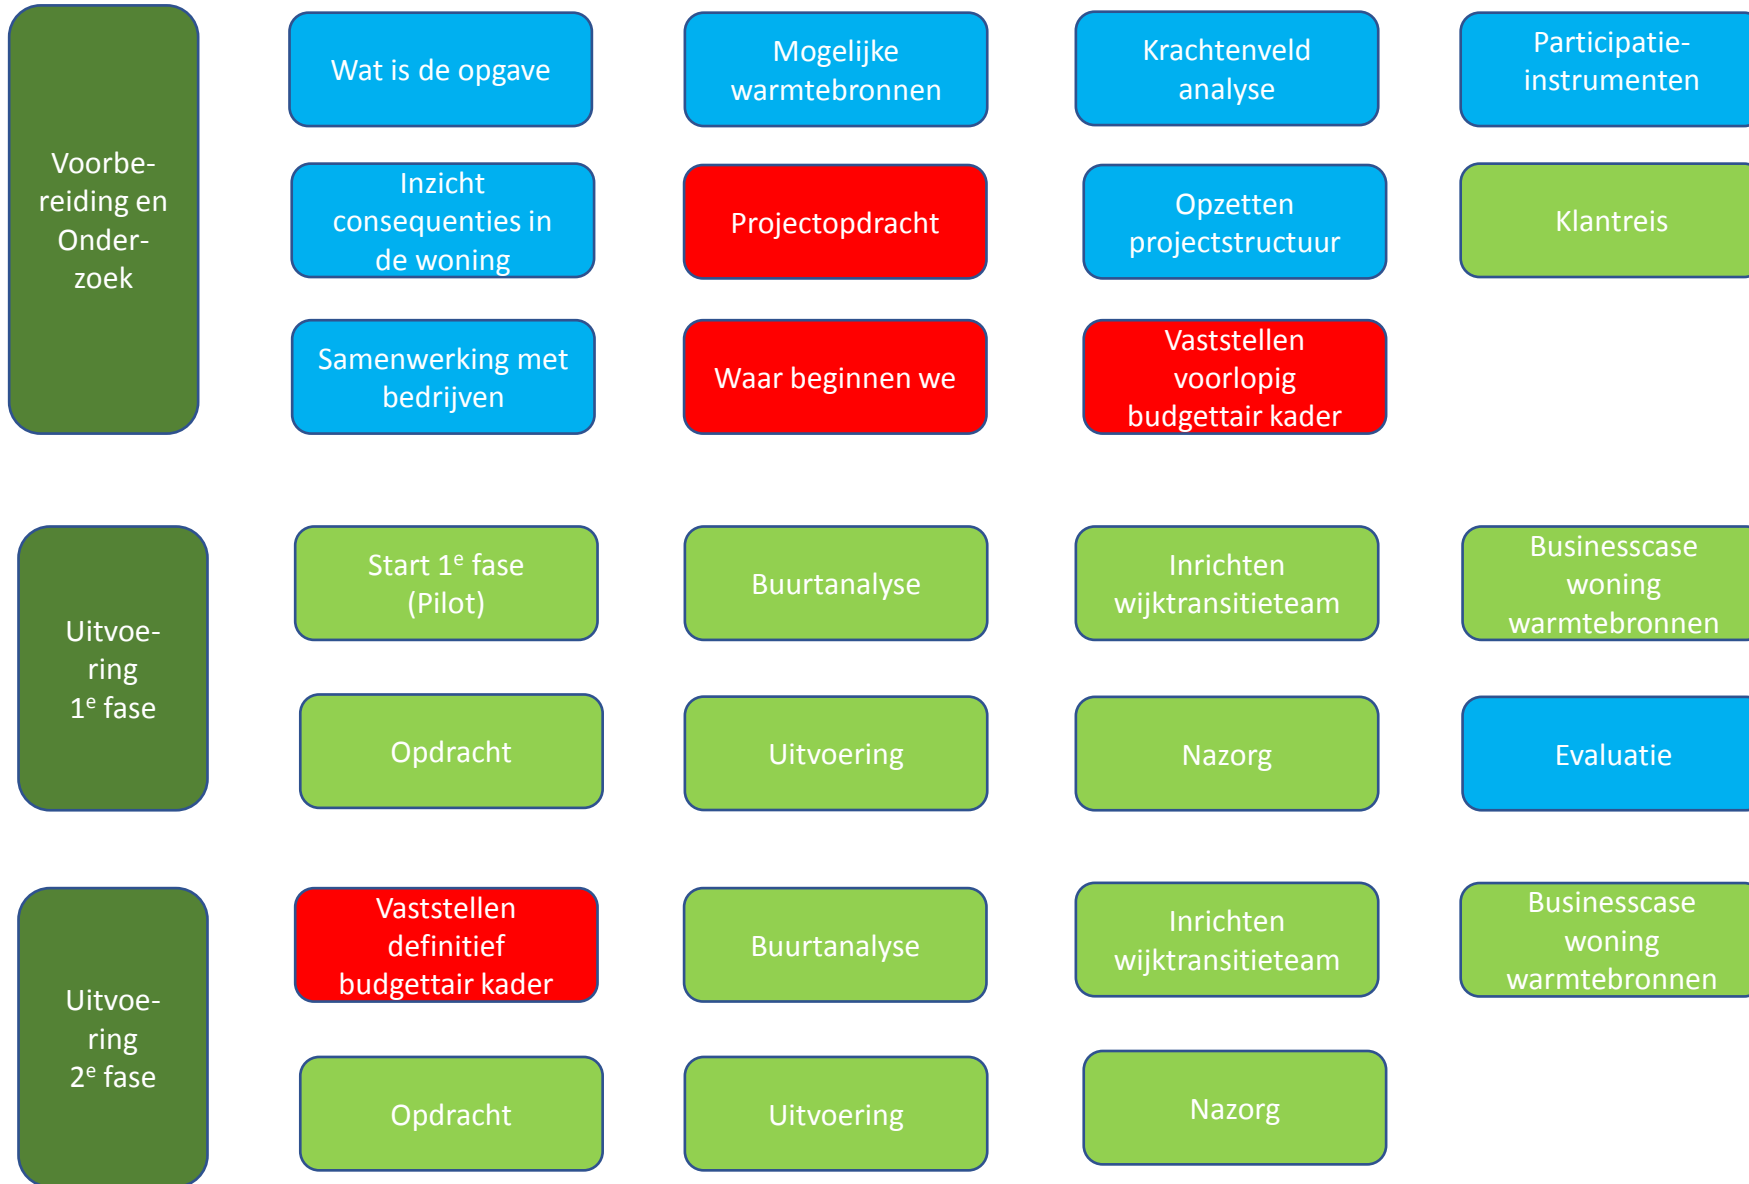 Voorbe-
reiding en
Onder-
zoek
Wat is de opgave
Mogelijke
warmtebronnen
Krachtenveld
analyse
Participatie-
instrumenten
Inzicht
consequenties in
de woning
Projectopdracht
Opzetten
projectstructuur
Klantreis
Samenwerking met
bedrijven
Waar beginnen we
Vaststellen
voorlopig
budgettair kader
Uitvoe-
ring
1e fase
Start 1e fase
(Pilot)
Buurtanalyse
Inrichten
wijktransitieteam
Businesscase
woning
warmtebronnen
Opdracht
Uitvoering
Nazorg
Evaluatie
Uitvoe-
ring
2e fase
Vaststellen
definitief
budgettair kader
Buurtanalyse
Inrichten
wijktransitieteam
Businesscase
woning
warmtebronnen
Opdracht
Uitvoering
Nazorg